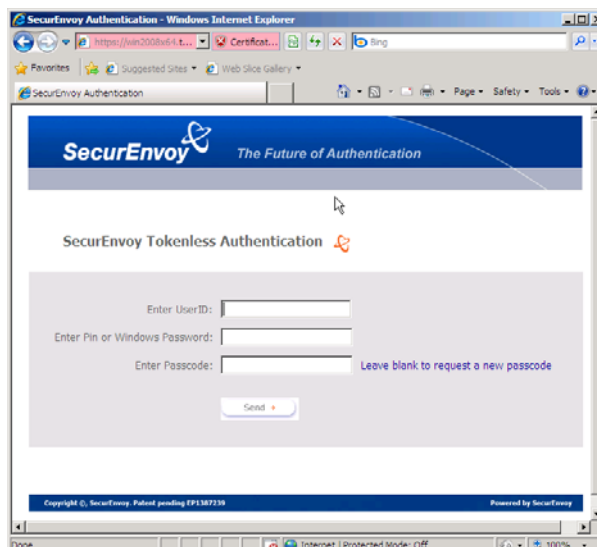 SecurEnvoy Authentication - Windows Internet Explorer
https://win2008x64.t... Certificat... Bing
Favorites Suggested Sites Web Slice Gallery
SecurEnvoy Authentication Page Safety Tools
SecurEnvoy The Future of Authentication
SecurEnvoy Tokenless Authentication
Enter UserID:
Enter Pin or Windows Password:
Enter Passcode: Leave blank to request a new passcode
Send
Copyright ©, SecurEnvoy. Patent pending EP1387239 Powered by SecurEnvoy
Done Internet | Protected Mode: Off 100%